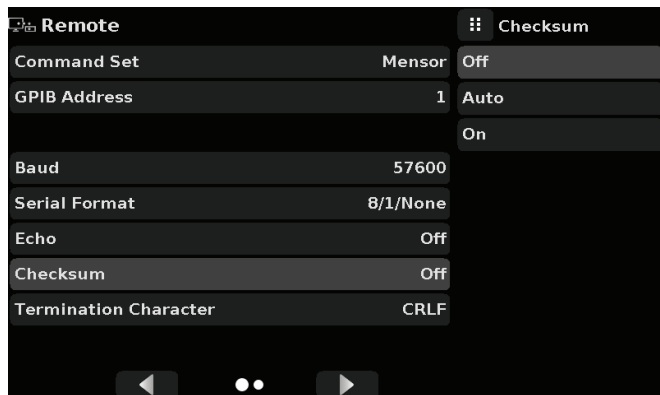 Remote
Command Set Mensor
GPIB Address 1
Baud 57600
Serial Format 8/1/None
Echo Off
Checksum Off
Termination Character CRLF
Checksum
Off
Auto
On